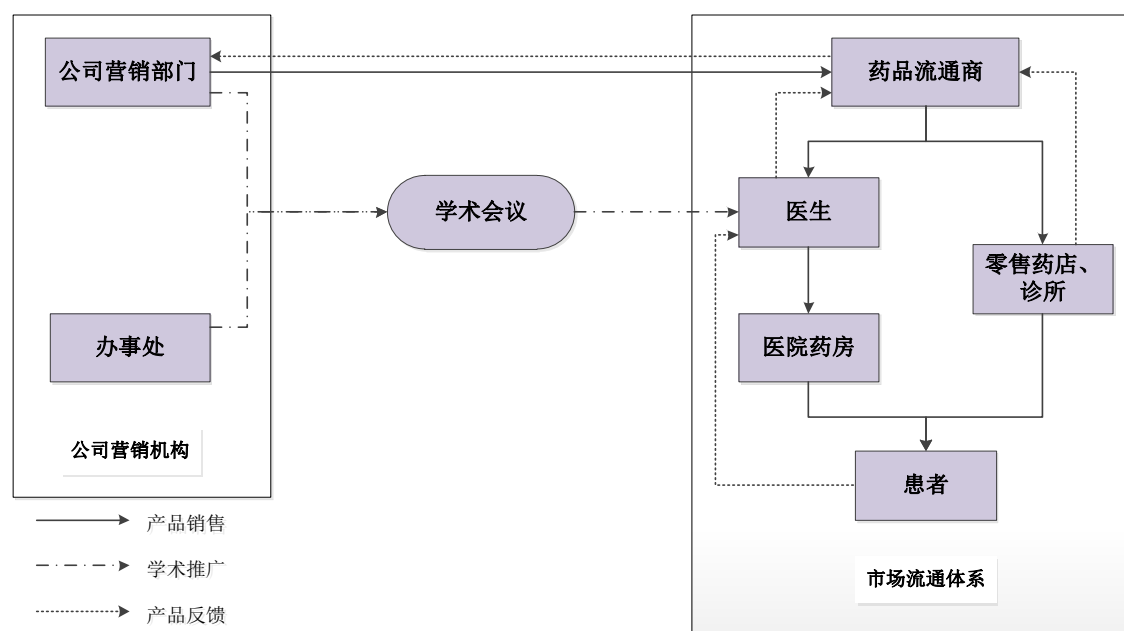 公司营销部门
药品流通商
学术会议
医生
零售药店、
诊所
办事处
医院药房
公司营销机构
患者
产品销售
学术推广
产品反馈
市场流通体系